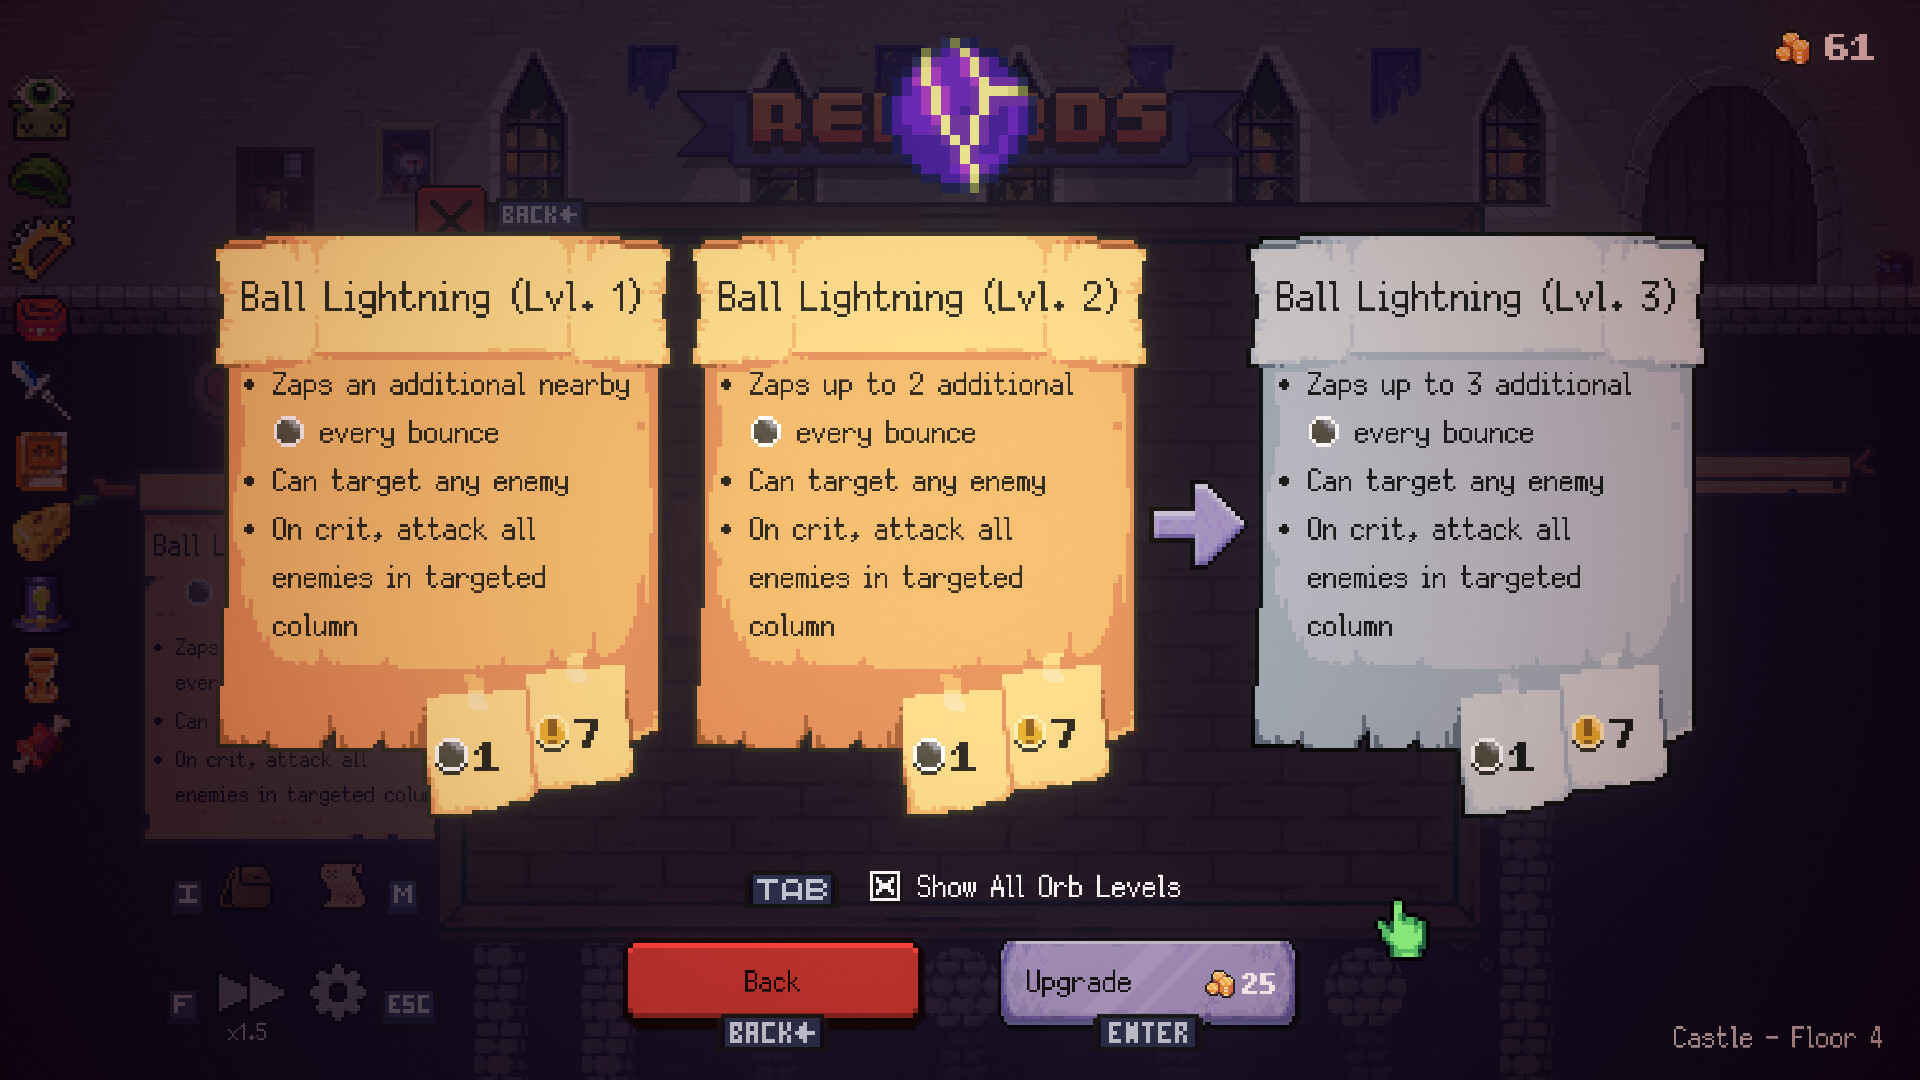 61
BACK
Ball Lightning (Lvl. 1)
Zaps an additional nearby
every bounce
Can target any enemy
On crit, attack all
enemies in targeted
column
1
7
Ball Lightning (Lvl. 2)
Zaps up to 2 additional
every bounce
Can target any enemy
On crit, attack all
enemies in targeted
column
1
7
Ball Lightning (Lvl. 3)
Zaps up to 3 additional
every bounce
Can target any enemy
On crit, attack all
enemies in targeted
column
1
7
Ball
Zaps
Can
On crit, attack all
enemies in targeted
TAB
Show All Orb Levels
I
M
Back
BACK
Upgrade 25
ENTER
F
x1.5
ESC
Castle - Floor 4